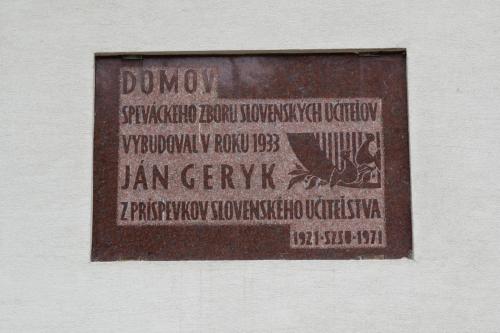 DOMOV
SPEVÁCKEHO ZBORU SLOVENSKÝCH UČITEĽOV
VYBUDOVAL V ROKU 1933
JÁN GERYK
Z PRÍSPEVKOV SLOVENSKÉHO UČITEĽSTVA
1921·SZSU·1971